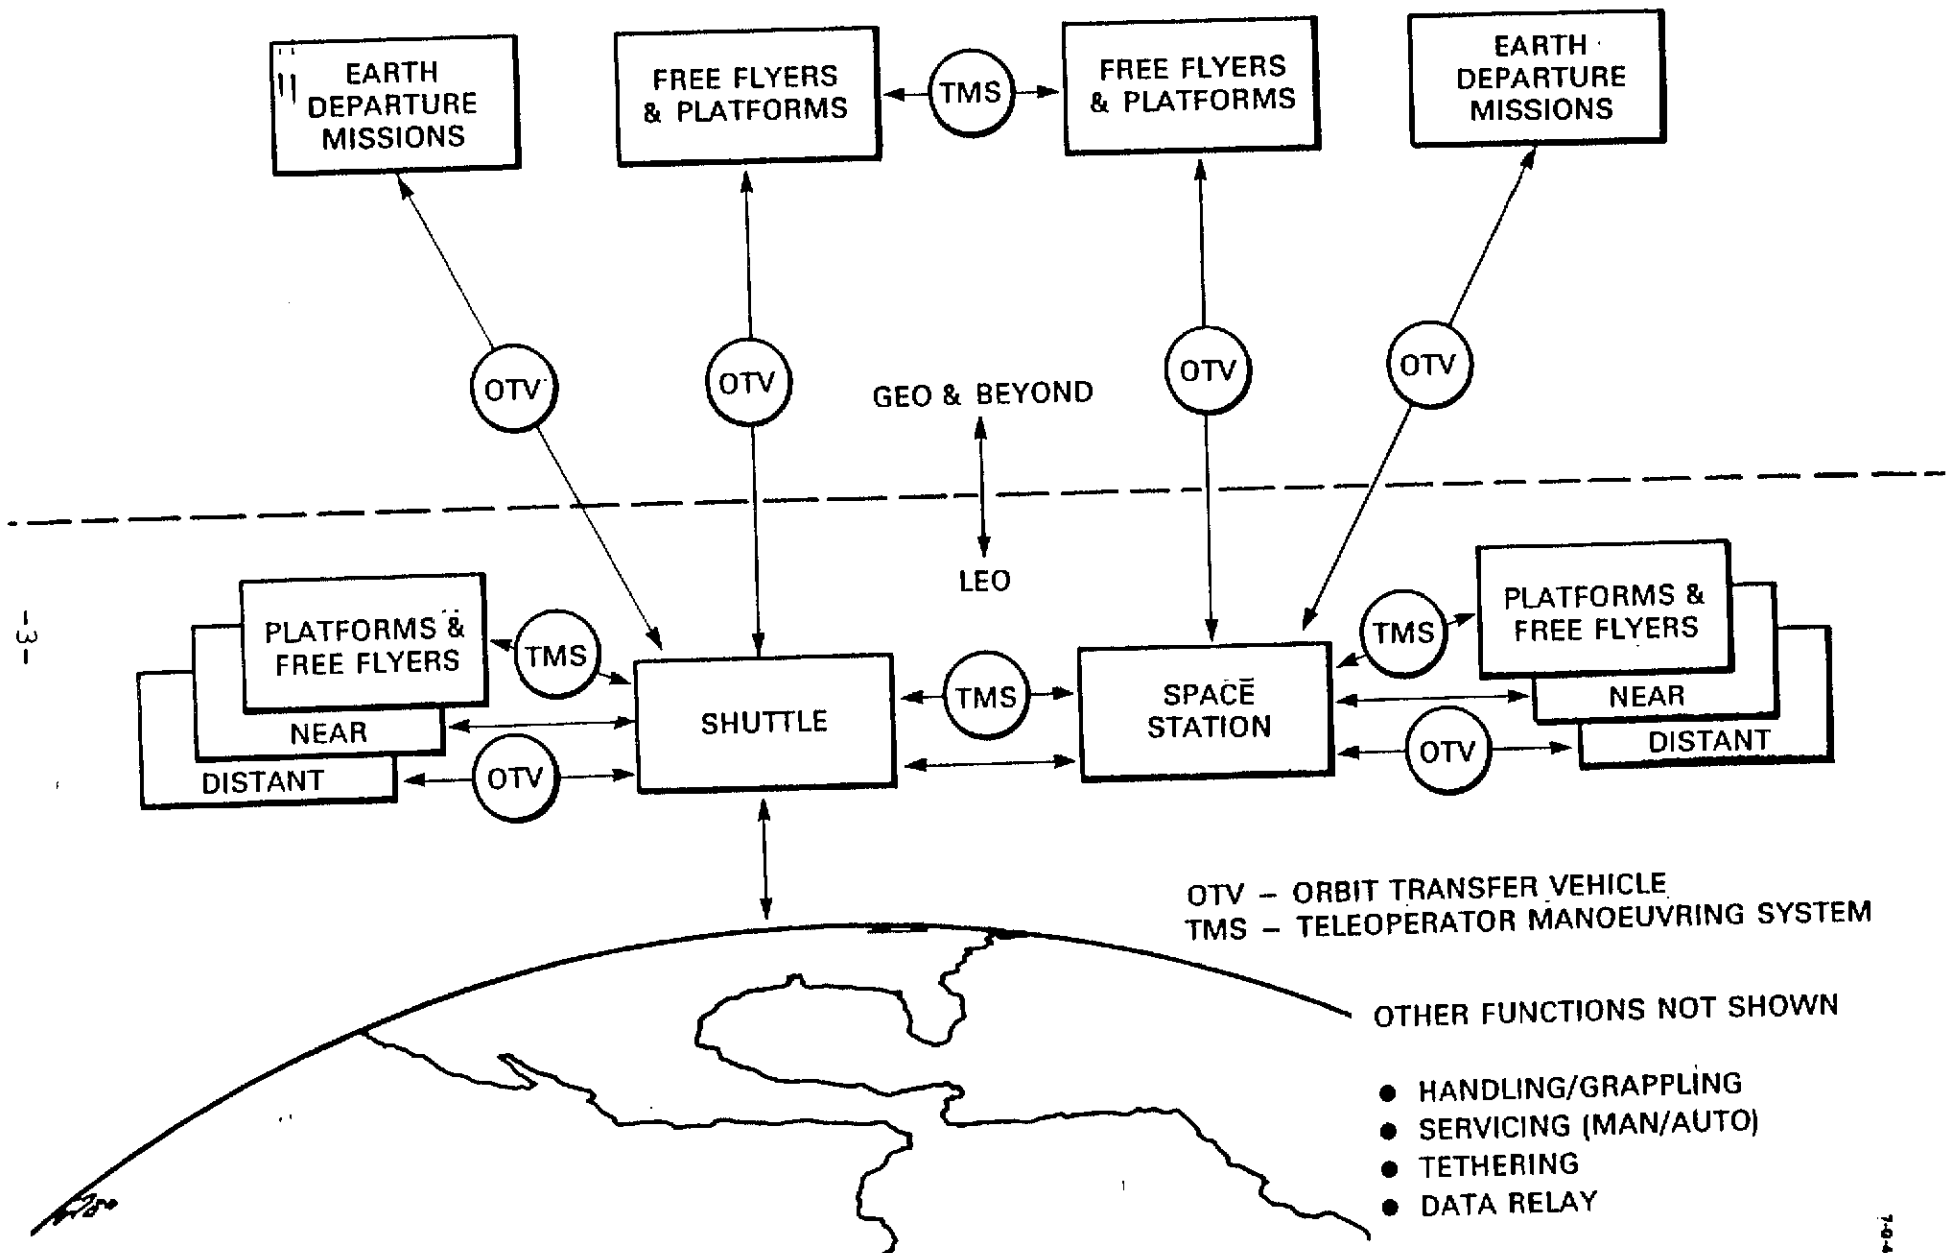 EARTH
DEPARTURE
MISSIONS
FREE FLYERS
& PLATFORMS
TMS
FREE FLYERS
& PLATFORMS
EARTH
DEPARTURE
MISSIONS
OTV
OTV
GEO & BEYOND
OTV
OTV
LEO
PLATFORMS &
FREE FLYERS
NEAR
DISTANT
TMS
OTV
SHUTTLE
TMS
SPACE
STATION
TMS
OTV
PLATFORMS &
FREE FLYERS
NEAR
DISTANT
-3-
OTV – ORBIT TRANSFER VEHICLE
TMS – TELEOPERATOR MANOEUVRING SYSTEM
OTHER FUNCTIONS NOT SHOWN
● HANDLING/GRAPPLING
● SERVICING (MAN/AUTO)
● TETHERING
● DATA RELAY